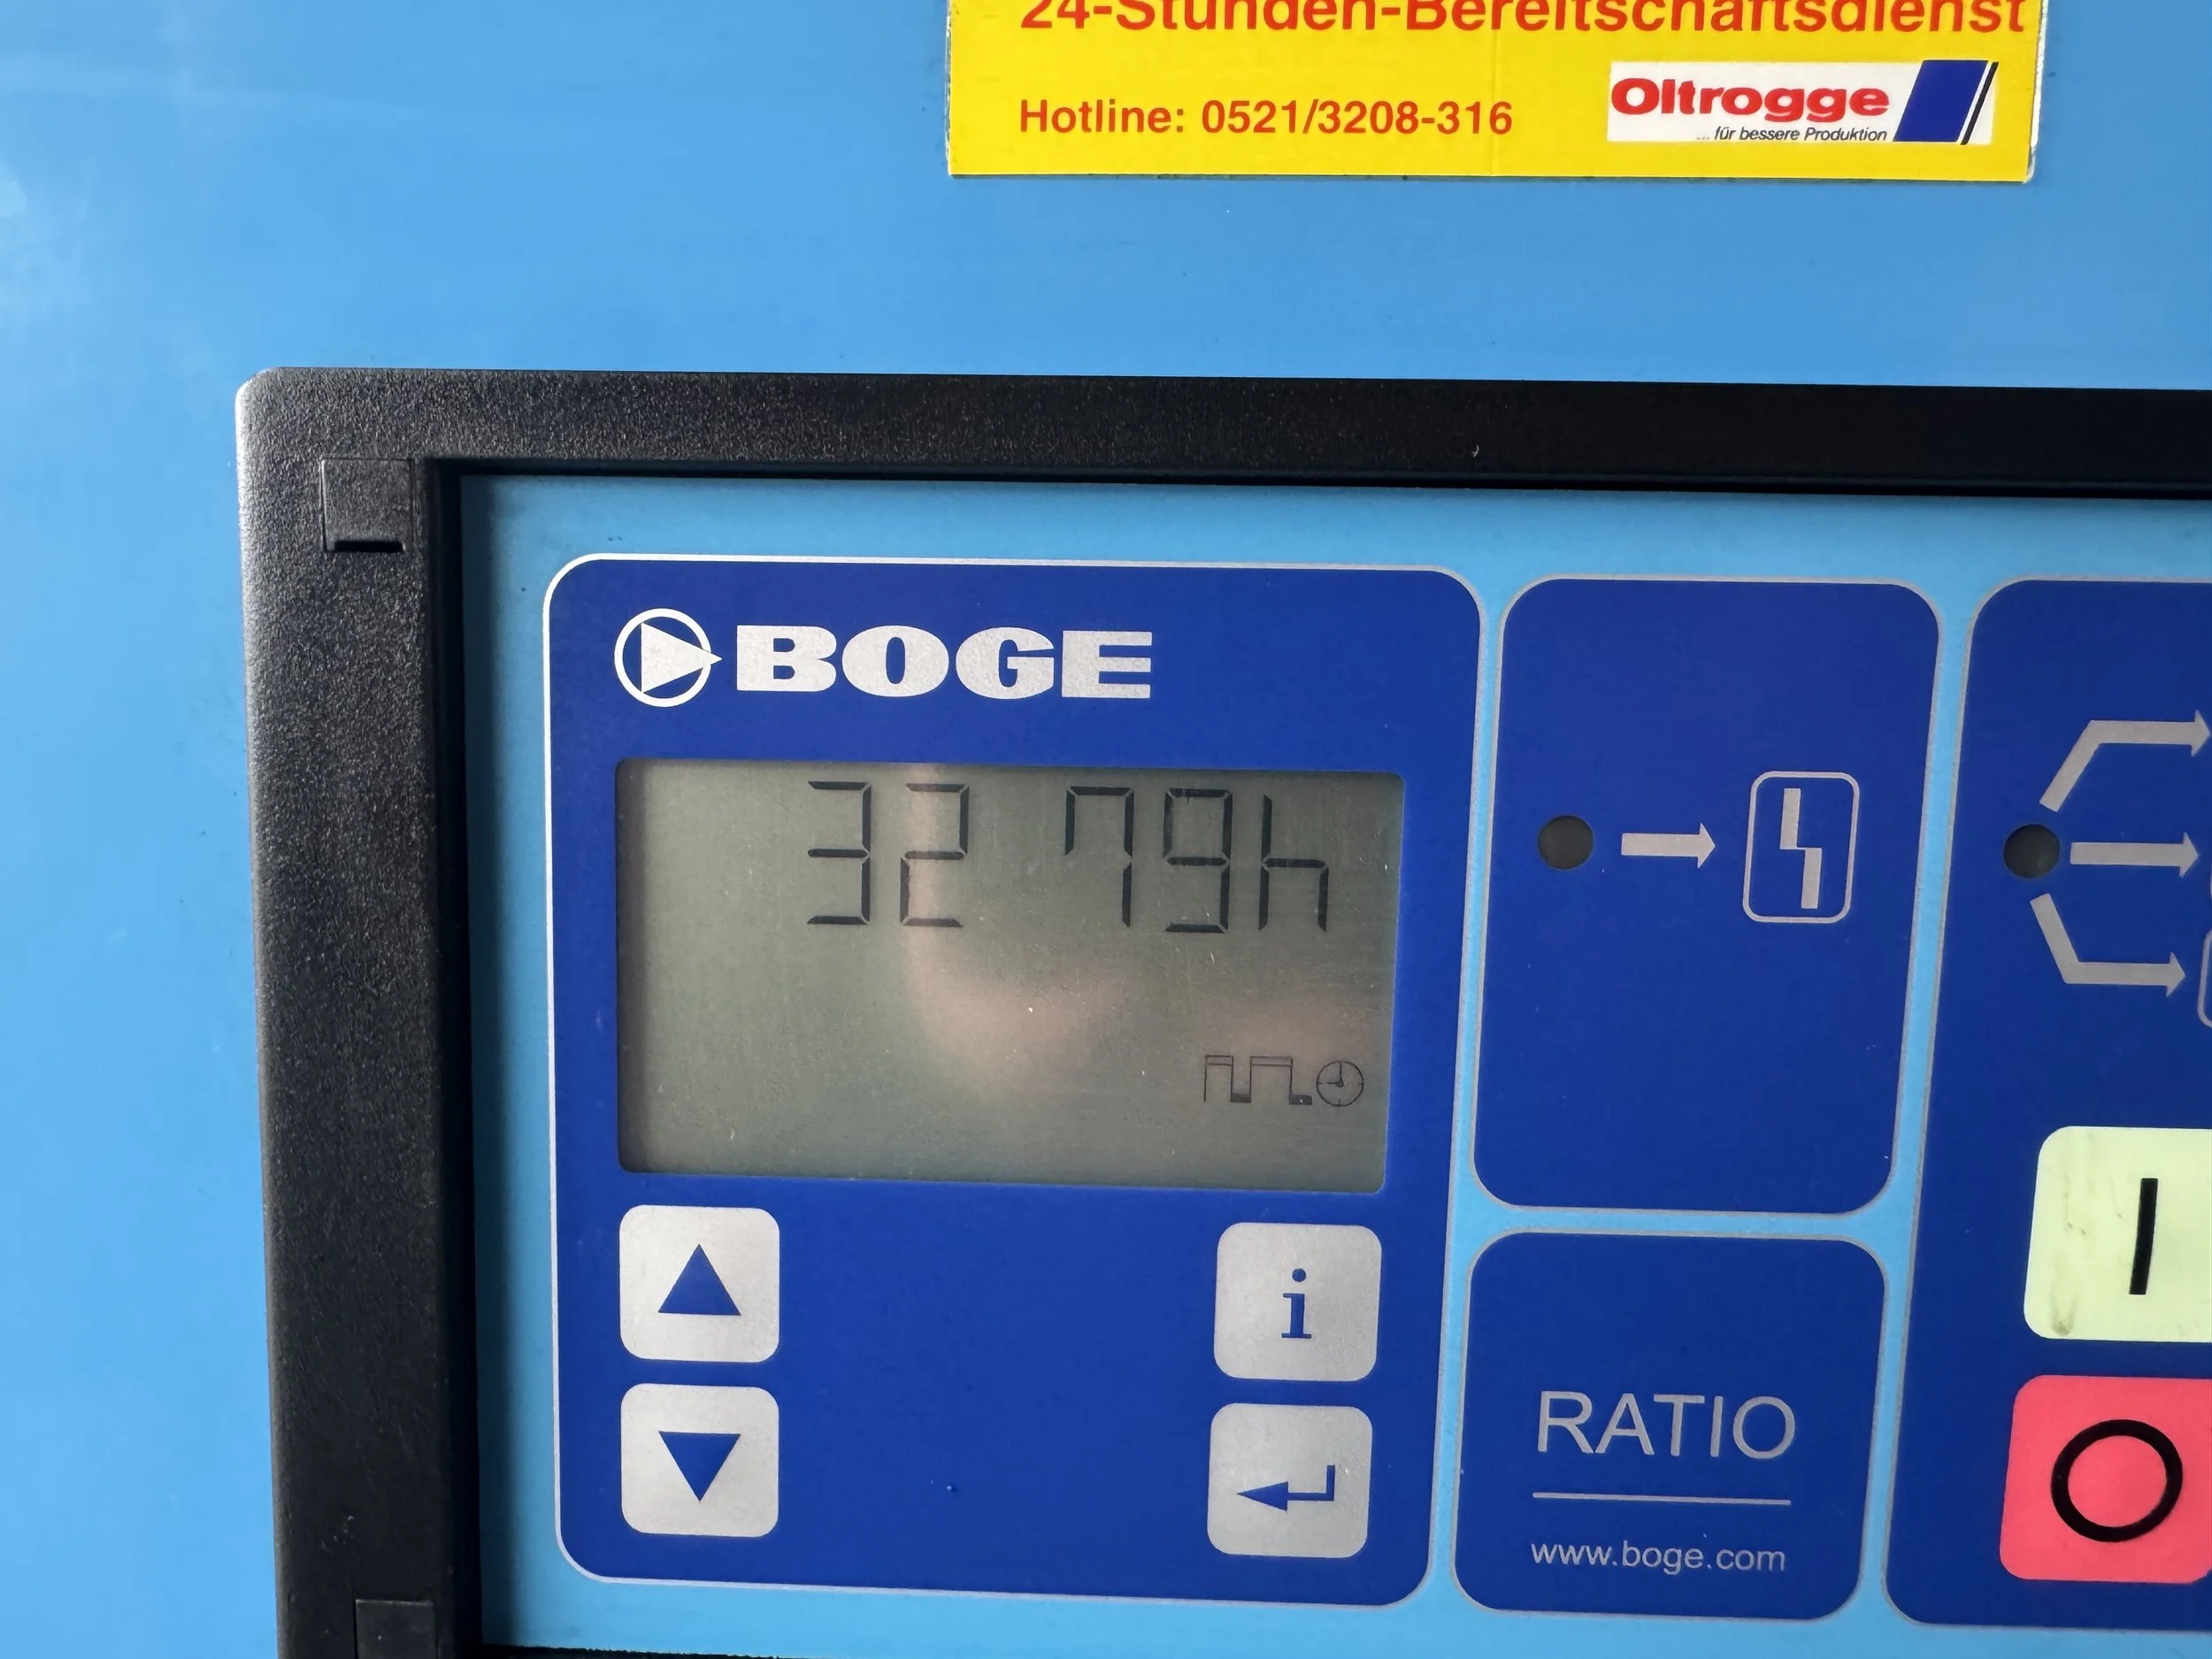 24-Stunden-Bereitschaftsdienst
Hotline: 0521/3208-316
Oltrogge
... für bessere Produktion
BOGE
32 79h
i
RATIO
www.boge.com